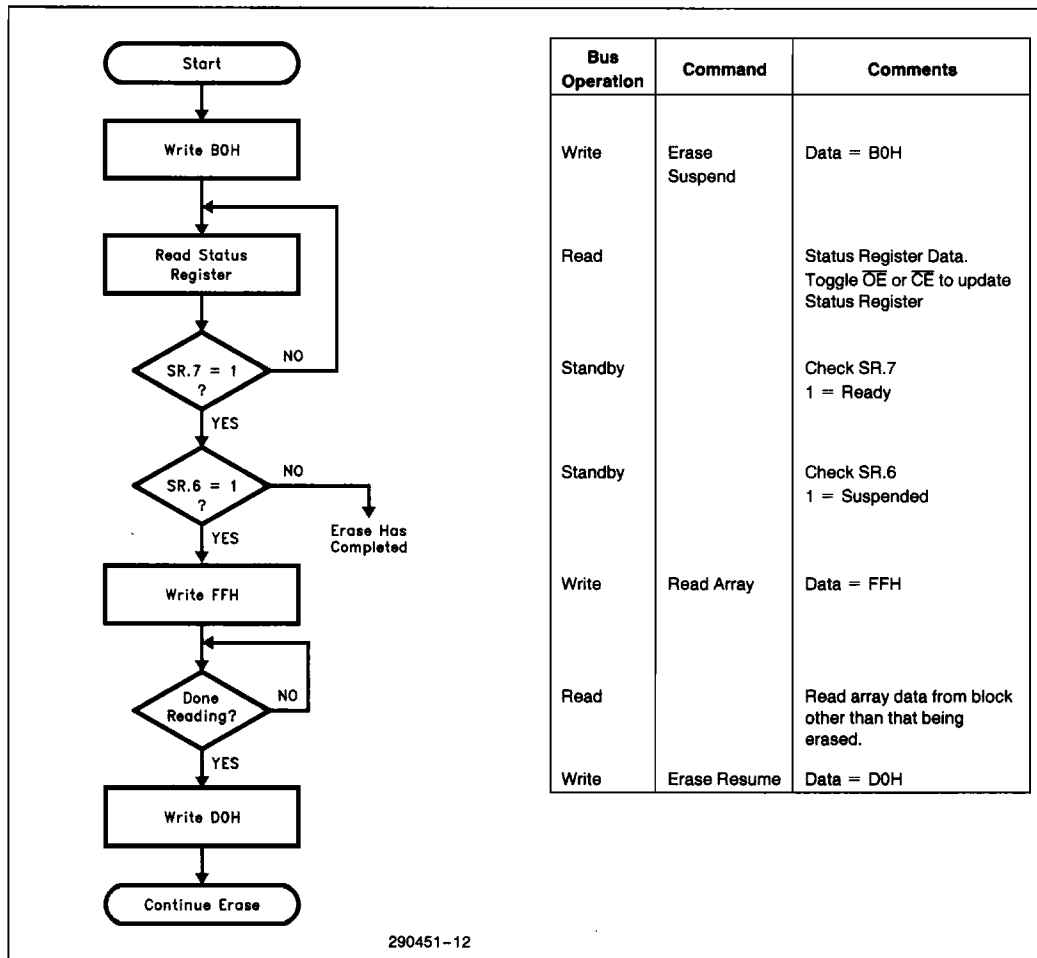 Start
Write B0H
Read Status
Register
SR.7 = 1
?
NO
YES
SR.6 = 1
?
NO
YES
Erase Has
Completed
Write FFH
Done
Reading?
NO
YES
Write D0H
Continue Erase
Bus
Operation
Command
Comments
Write
Erase
Suspend
Data = B0H
Read
Status Register Data.
Toggle O̅E̅ or C̅E̅ to update
Status Register
Standby
Check SR.7
1 = Ready
Standby
Check SR.6
1 = Suspended
Write
Read Array
Data = FFH
Read
Read array data from block
other than that being
erased.
Write
Erase Resume
Data = D0H
290451-12